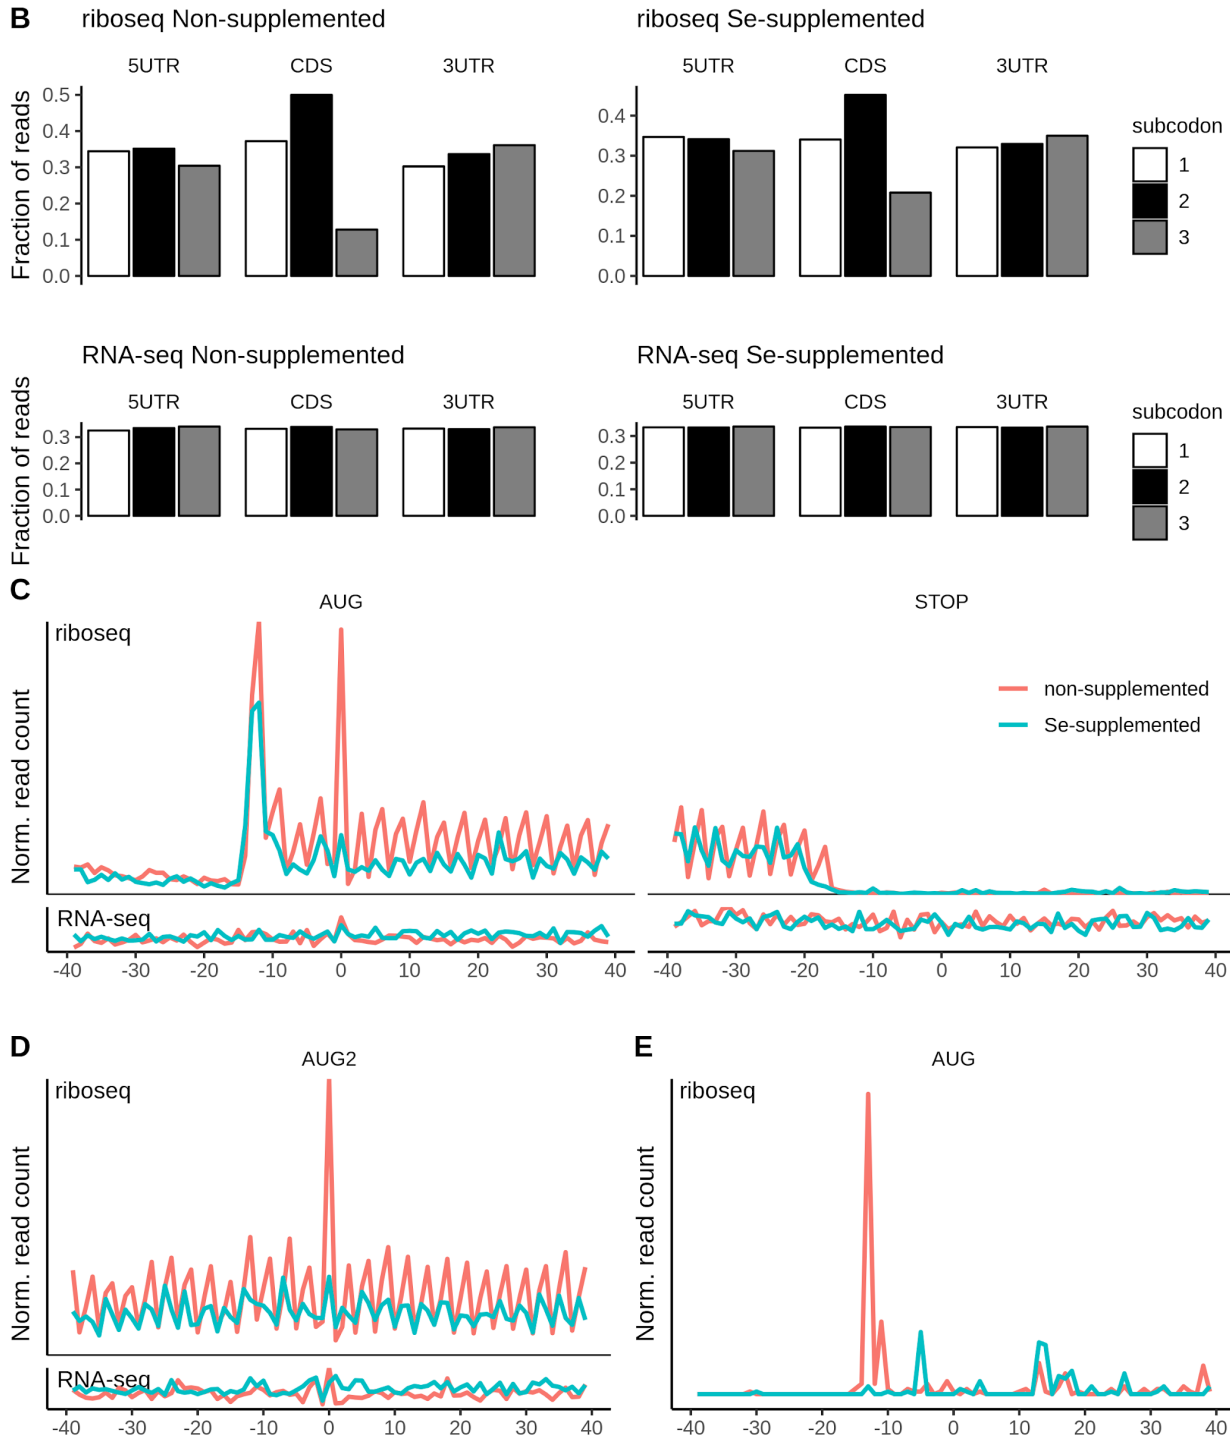 B
riboseq Non-supplemented
riboseq Se-supplemented
5UTR CDS 3UTR
5UTR CDS 3UTR
Fraction of reads
0.5
0.4
0.3
0.2
0.1
0.0
0.4
0.3
0.2
0.1
0.0
subcodon
1
2
3
RNA-seq Non-supplemented
RNA-seq Se-supplemented
5UTR CDS 3UTR
5UTR CDS 3UTR
Fraction of reads
0.3
0.2
0.1
0.0
0.3
0.2
0.1
0.0
subcodon
1
2
3
C
AUG
STOP
riboseq
Norm. read count
non-supplemented
Se-supplemented
RNA-seq
-40 -30 -20 -10 0 10 20 30 40
-40 -30 -20 -10 0 10 20 30 40
D
AUG2
riboseq
Norm. read count
RNA-seq
-40 -30 -20 -10 0 10 20 30 40
E
AUG
riboseq
Norm. read count
-40 -30 -20 -10 0 10 20 30 40